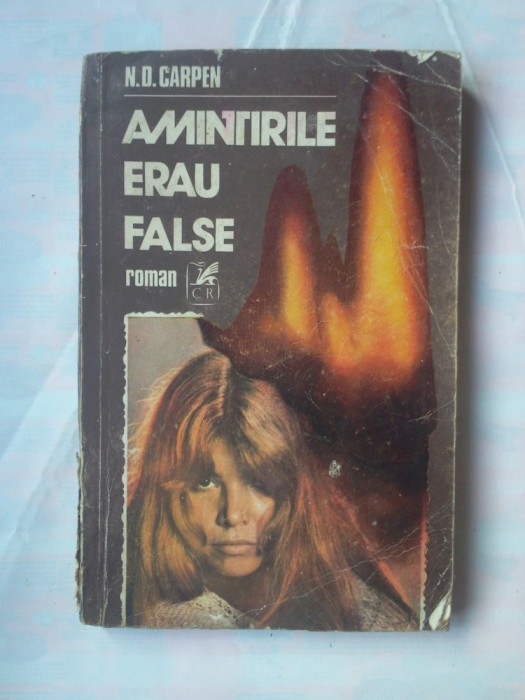 N.D. CARPEN
AMINTIRILE
ERAU
FALSE
roman
CR